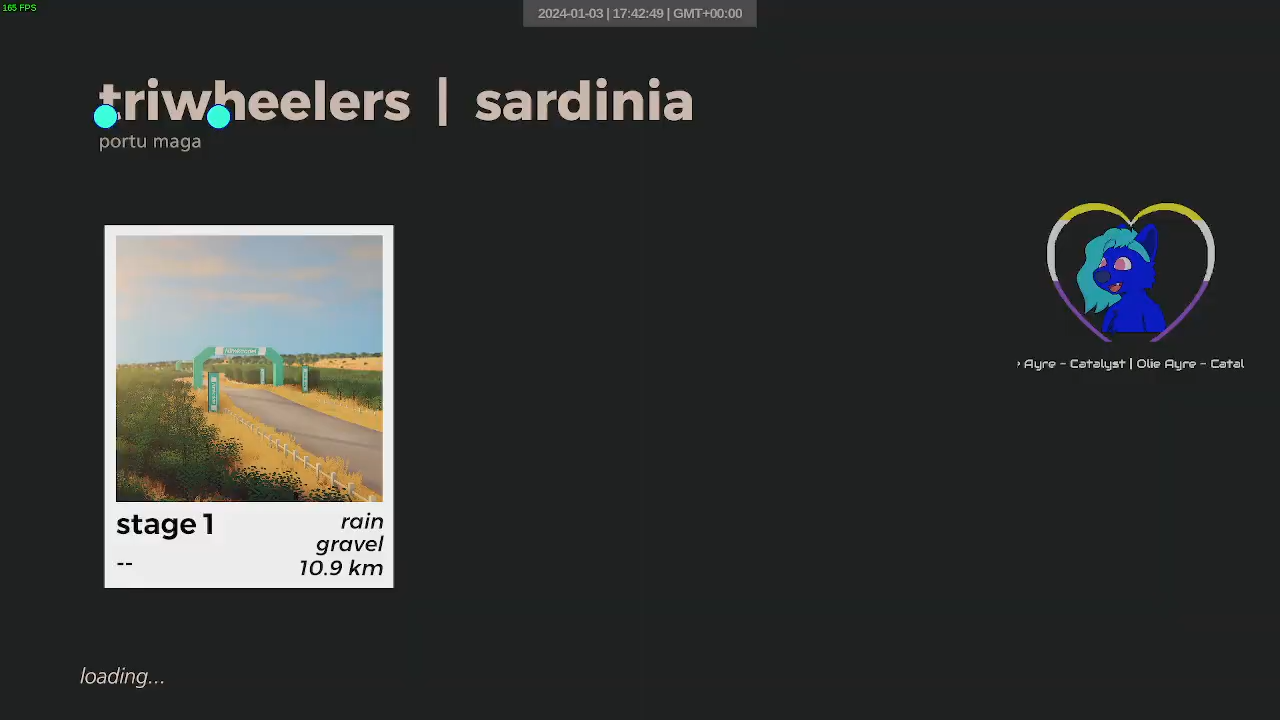 165 FPS
2024-01-03 | 17:42:49 | GMT+00:00
triwheelers | sardinia
portu maga
Ayre - Catalyst | Olie Ayre - Catal
stage 1
--
rain
gravel
10.9 km
loading...